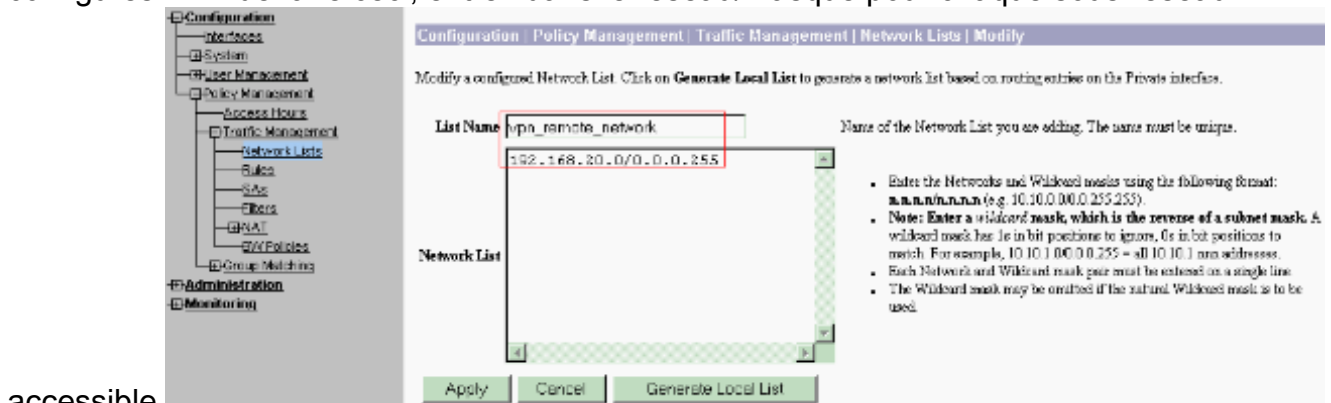 Configuration
Interfaces
System
User Management
Policy Management
Access Hours
Traffic Management
Network Lists
Rules
SAs
Filters
NAT
BW Policies
Group Matching
Administration
Monitoring
Configuration | Policy Management | Traffic Management | Network Lists | Modify
Modify a configured Network List. Click on Generate Local List to generate a network list based on routing entries on the Private interface.
List Name
vpn_remote_network
Name of the Network List you are adding. The name must be unique.
Network List
192.168.20.0/0.0.0.255
• Enter the Networks and Wildcard masks using the following format: n.n.n.n/n.n.n.n (e.g. 10.10.0.0/0.0.255.255).
• Note: Enter a wildcard mask, which is the reverse of a subnet mask. A wildcard mask has 1s in bit positions to ignore, 0s in bit positions to match. For example, 10.10.1.0/0.0.0.255 = all 10.10.1.nnn addresses.
• Each Network and Wildcard mask pair must be entered on a single line.
• The Wildcard mask may be omitted if the natural Wildcard mask is to be used.
Apply
Cancel
Generate Local List
accessible